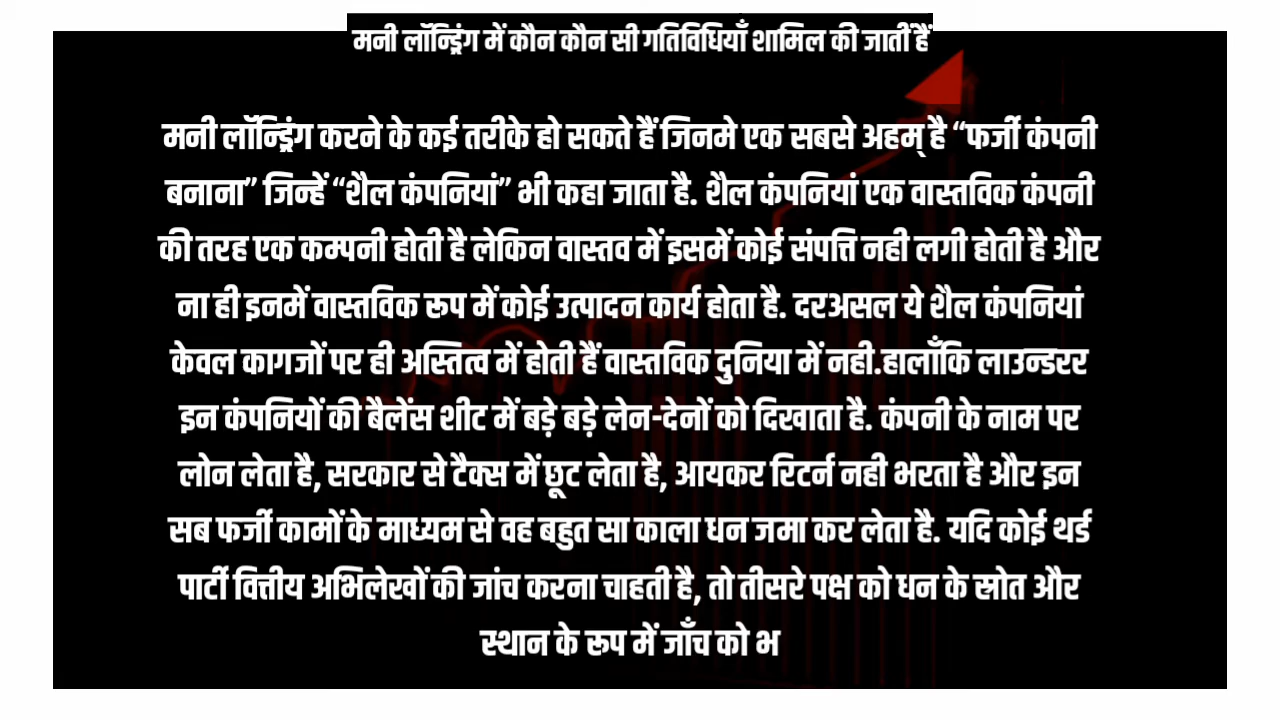 मनी लॉन्ड्रिंग में कौन कौन सी गतिविधियाँ शामिल की जातीं हैं
मनी लॉन्ड्रिंग करने के कई तरीके हो सकते हैं जिनमे एक सबसे अहम् है “फर्जी कंपनी
बनाना” जिन्हें “शैल कंपनियां” भी कहा जाता है. शैल कंपनियां एक वास्तविक कंपनी
की तरह एक कम्पनी होती है लेकिन वास्तव में इसमें कोई संपत्ति नही लगी होती है और
ना ही इनमें वास्तविक रूप में कोई उत्पादन कार्य होता है. दरअसल ये शैल कंपनियां
केवल कागजों पर ही अस्तित्व में होती हैं वास्तविक दुनिया में नही.हालाँकि लाउन्डरर
इन कंपनियों की बैलेंस शीट में बड़े बड़े लेन-देनों को दिखाता है. कंपनी के नाम पर
लोन लेता है, सरकार से टैक्स में छूट लेता है, आयकर रिटर्न नही भरता है और इन
सब फर्जी कामों के माध्यम से वह बहुत सा काला धन जमा कर लेता है. यदि कोई थर्ड
पार्टी वित्तीय अभिलेखों की जांच करना चाहती है, तो तीसरे पक्ष को धन के स्रोत और
स्थान के रूप में जाँच को भ